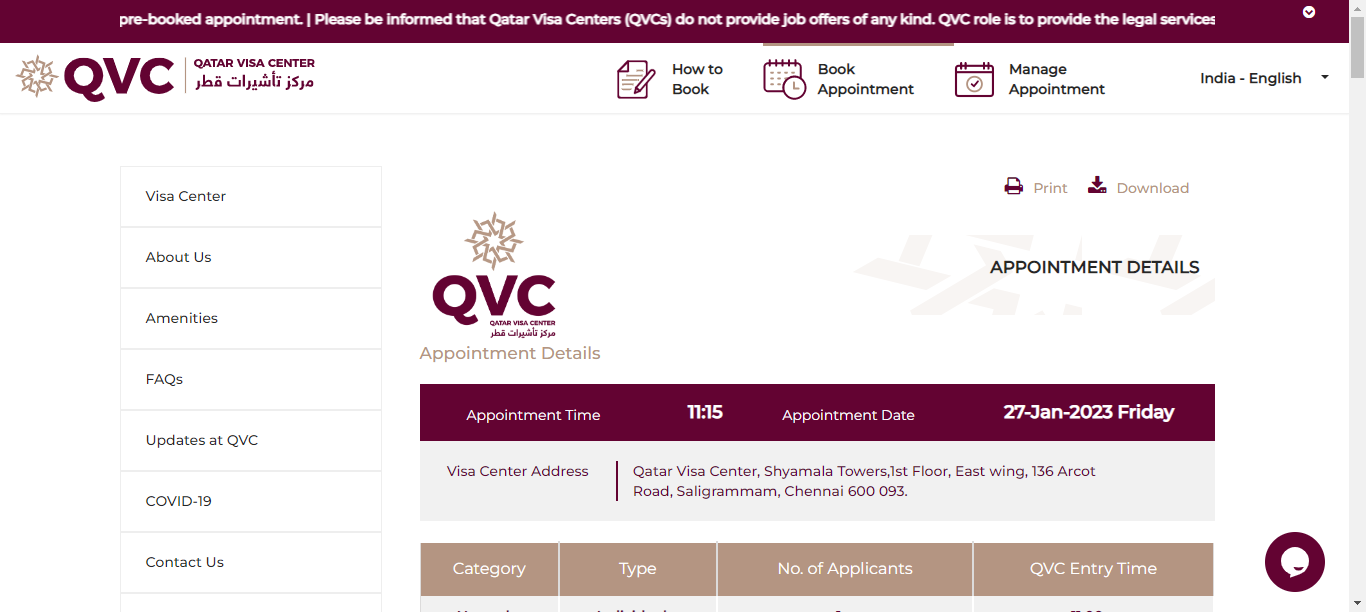 pre-booked appointment. | Please be informed that Qatar Visa Centers (QVCs) do not provide job offers of any kind. QVC role is to provide the legal services
QVC QATAR VISA CENTER
مركز تأشيرات قطر
How to
Book
Book
Appointment
Manage
Appointment
India - English
Visa Center
About Us
Amenities
FAQs
Updates at QVC
COVID-19
Contact Us
Print
Download
QVC
QATAR VISA CENTER
مركز تأشيرات قطر
APPOINTMENT DETAILS
Appointment Details
Appointment Time 11:15 Appointment Date 27-Jan-2023 Friday
Visa Center Address
Qatar Visa Center, Shyamala Towers,1st Floor, East wing, 136 Arcot
Road, Saligrammam, Chennai 600 093.
Category Type No. of Applicants QVC Entry Time